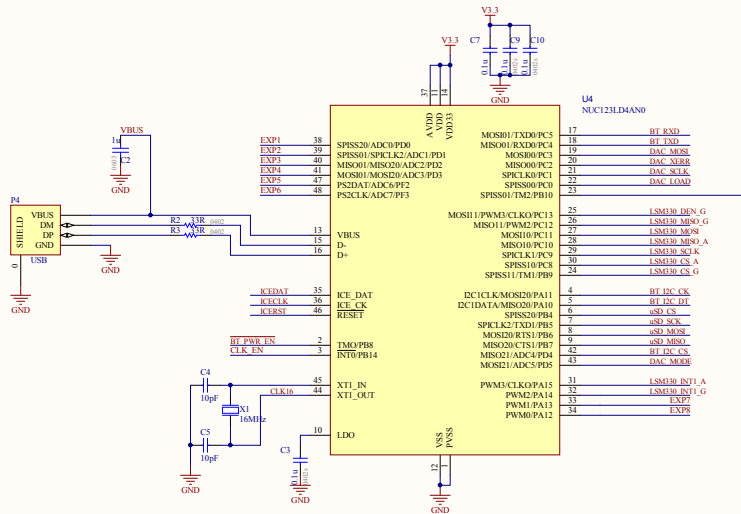 V3.3
C7
C9
C10
0.1u
0.1u
0402s
0.1u
0402s
GND
V3.3
37
11
14
AVDD
VDD
VDD33
U4
NUC123LD4AN0
VBUS
1u
C2
0603
GND
P4
SHIELD
VBUS
DM
DP
GND
USB
0
GND
GND
R2
33R
0402
R3
33R
0402
EXP1 38 SPISS20/ADC0/PD0
EXP2 39 SPISS01/SPICLK2/ADC1/PD1
EXP3 40 MISO01/MISO20/ADC2/PD2
EXP4 41 MOSI01/MOSI20/ADC3/PD3
EXP5 47 PS2DAT/ADC6/PF2
EXP6 48 PS2CLK/ADC7/PF3
13 VBUS
15 D-
16 D+
ICEDAT 35 ICE_DAT
ICECLK 36 ICE_CK
ICERST 46 RESET
BT_PWR_EN 2 TMO/PB8
CLK_EN 3 INT0/PB14
45 XT1_IN
CLK16 44 XT1_OUT
10 LDO
C4
10pF
X1
16MHz
C5
10pF
GND
C3
0.1u
0402s
GND
VSS
PVSS
12
1
GND
MOSI01/TXD0/PC5 17 BT_RXD
MISO01/RXD0/PC4 18 BT_TXD
MOSI00/PC3 19 DAC_MOSI
MISO00/PC2 20 DAC_XERR
SPICLK0/PC1 21 DAC_SCLK
SPISS00/PC0 22 DAC_LOAD
SPISS01/TM2/PB10 23
MOSI11/PWM3/CLKO/PC13 25 LSM330_DEN_G
MISO11/PWM2/PC12 26 LSM330_MISO_G
MOSI10/PC11 27 LSM330_MOSI
MISO10/PC10 28 LSM330_MISO_A
SPICLK1/PC9 29 LSM330_SCLK
SPISS10/PC8 30 LSM330_CS_A
SPISS11/TM1/PB9 24 LSM330_CS_G
I2C1CLK/MOSI20/PA11 4 BT_I2C_CK
I2C1DATA/MISO20/PA10 5 BT_I2C_DT
SPISS20/PB4 6 uSD_CS
SPICLK2/TXD1/PB5 7 uSD_SCK
MOSI20/RTS1/PB6 8 uSD_MOSI
MISO20/CTS1/PB7 9 uSD_MISO
MISO21/ADC4/PD4 42 BT_I2C_CS
MOSI21/ADC5/PD5 43 DAC_MODE
PWM3/CLKO/PA15 31 LSM330_INT1_A
PWM2/PA14 32 LSM330_INT1_G
PWM1/PA13 33 EXP7
PWM0/PA12 34 EXP8